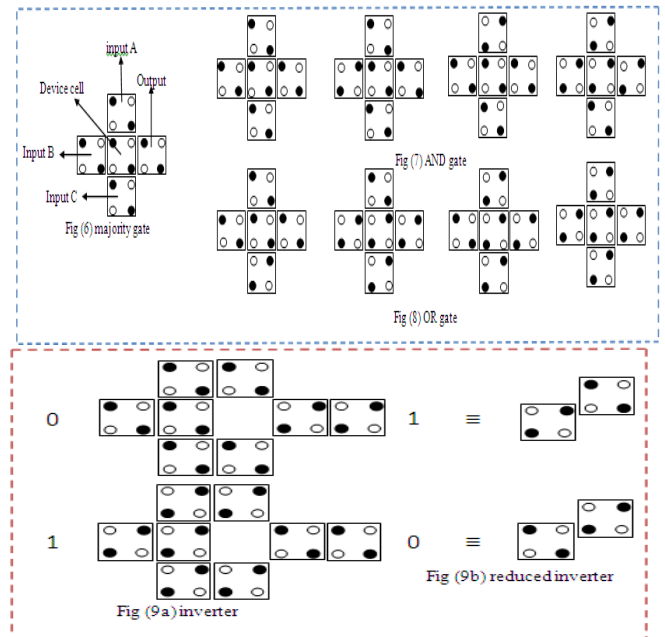 input A
Device cell
Output
Input B
Input C
Fig (6) majority gate
Fig (7) AND gate
Fig (8) OR gate
0
1
≡
1
0
≡
Fig (9a) inverter
Fig (9b) reduced inverter